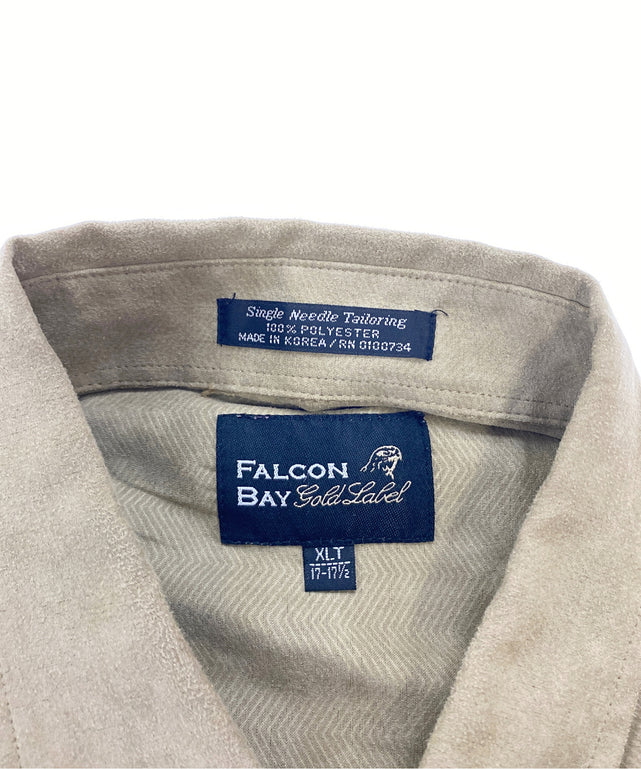 Single Needle Tailoring
100% POLYESTER
MADE IN KOREA / RN 0100734
FALCON
BAY Gold Label
XLT
17-17½